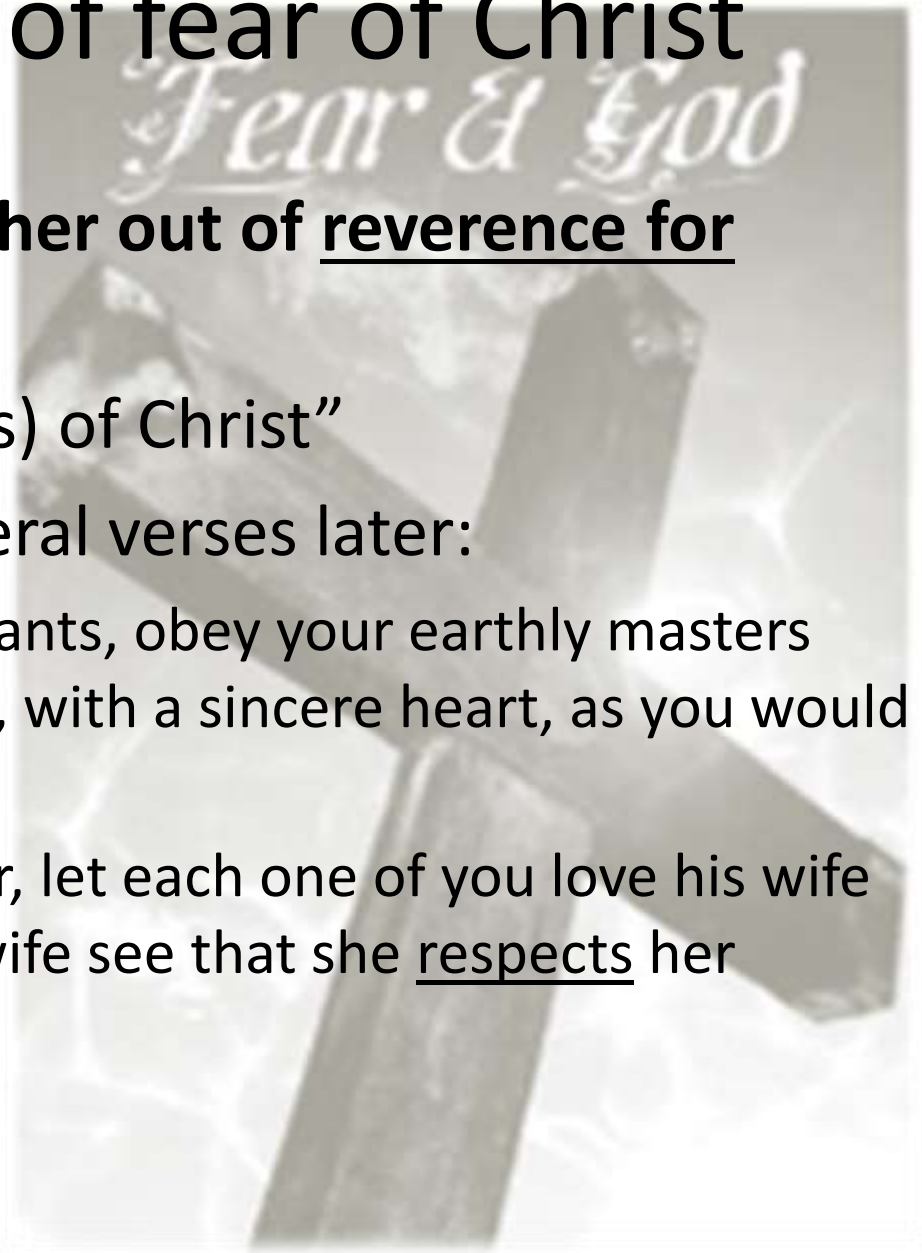 of fear of Christ
Fear & God
her out of reverence for
s) of Christ”
eral verses later:
ants, obey your earthly masters
, with a sincere heart, as you would
r, let each one of you love his wife
ife see that she respects her